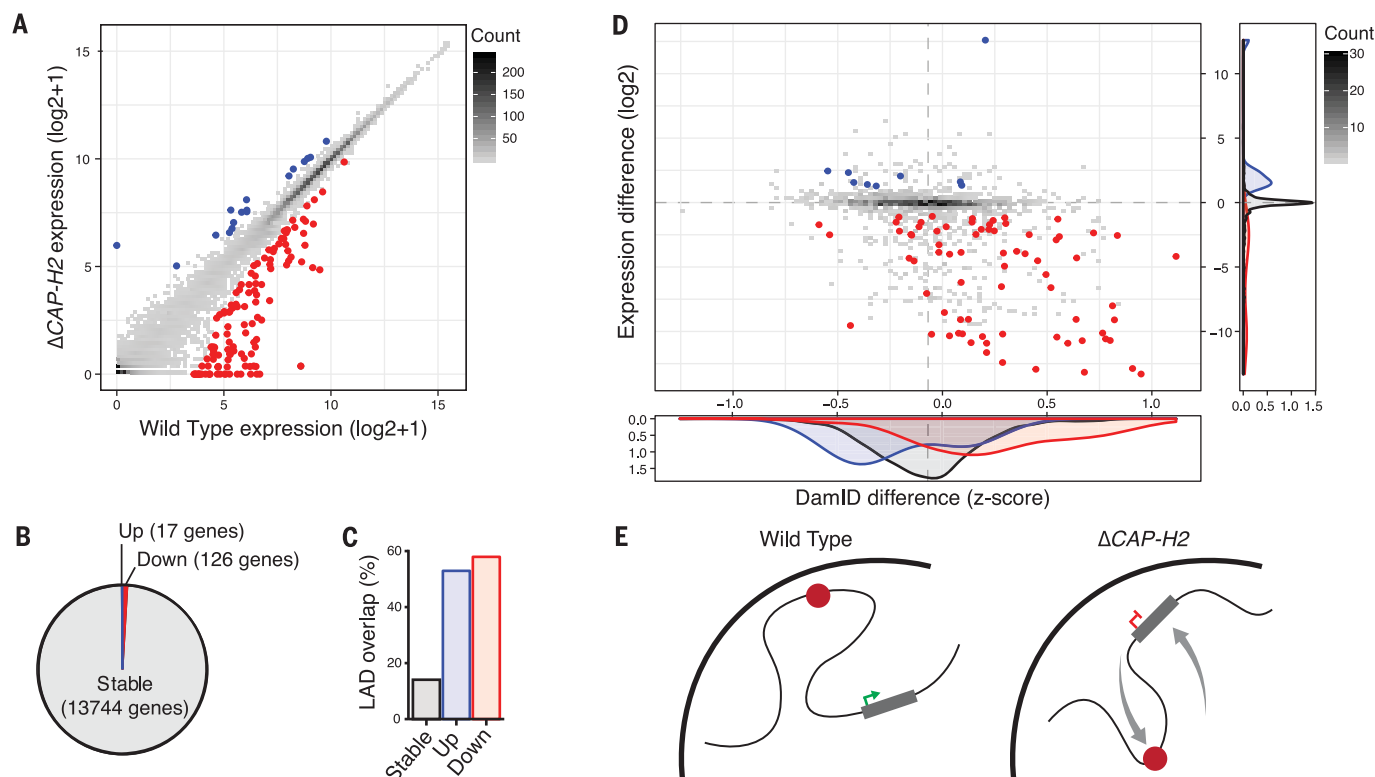 A
Count
200
150
100
50
15
10
5
0
ΔCAP-H2 expression (log2+1)
0
5
10
15
Wild Type expression (log2+1)
B
Up (17 genes)
Down (126 genes)
Stable
(13744 genes)
C
LAD overlap (%)
60
40
20
0
Stable
Up
Down
D
Expression difference (log2)
−1.0
−0.5
0.0
0.5
1.0
0.0
0.5
1.0
1.5
DamID difference (z-score)
10
5
0
−5
−10
0.0
0.5
1.0
1.5
Count
30
20
10
E
Wild Type
ΔCAP-H2